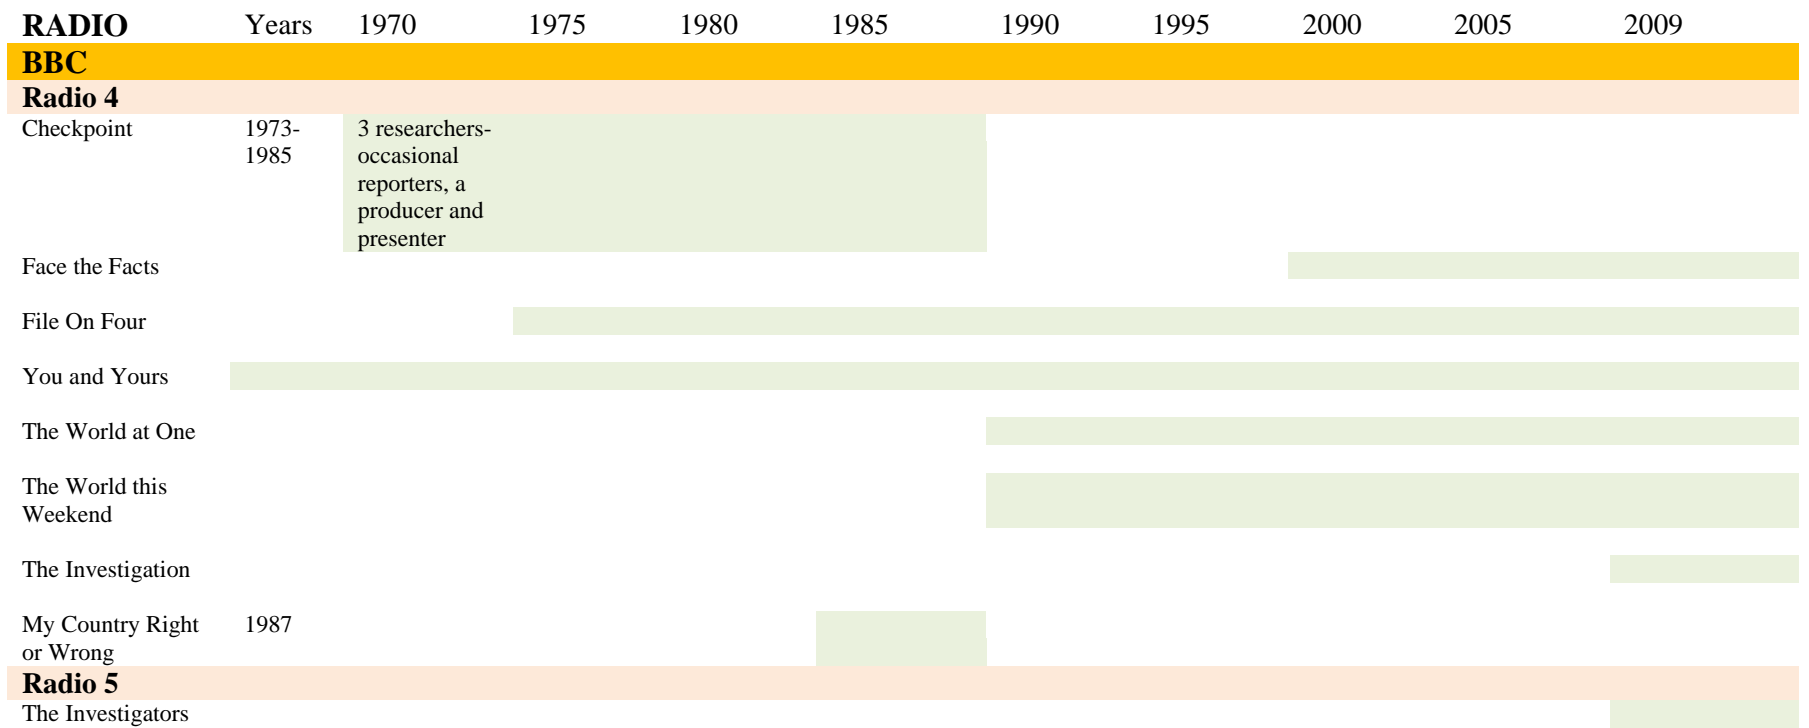 RADIO Years 1970 1975 1980 1985 1990 1995 2000 2005 2009
BBC
Radio 4
Checkpoint 1973- 3 researchers-
1985 occasional
reporters, a
producer and
presenter
Face the Facts
File On Four
You and Yours
The World at One
The World this
Weekend
The Investigation
My Country Right 1987
or Wrong
Radio 5
The Investigators